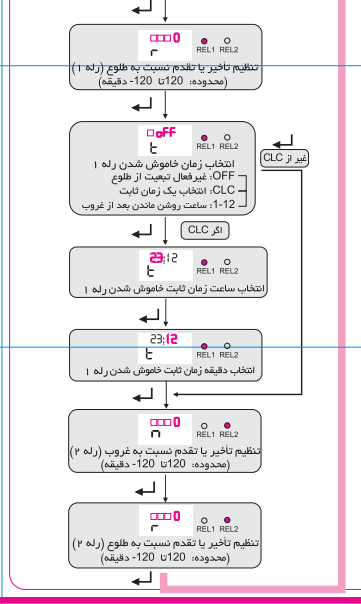 0
r
REL1 REL2
تنظیم تأخیر یا تقدم نسبت به طلوع (رله ۱)
(محدوده: 120تا 120- دقیقه)
oFF
t
REL1 REL2
انتخاب زمان خاموش شدن رله ۱
OFF: غیرفعال تبعیت از طلوع
CLC: انتخاب یک زمان ثابت
1-12: ساعت روشن ماندن بعد از غروب
غیر از CLC
اگر CLC
23:12
t
REL1 REL2
انتخاب ساعت زمان ثابت خاموش شدن رله ۱
23:12
t
REL1 REL2
انتخاب دقیقه زمان ثابت خاموش شدن رله ۱
0
n
REL1 REL2
تنظیم تأخیر یا تقدم نسبت به غروب (رله ۲)
(محدوده: 120تا 120- دقیقه)
0
r
REL1 REL2
تنظیم تأخیر یا تقدم نسبت به طلوع (رله ۲)
(محدوده: 120تا 120- دقیقه)